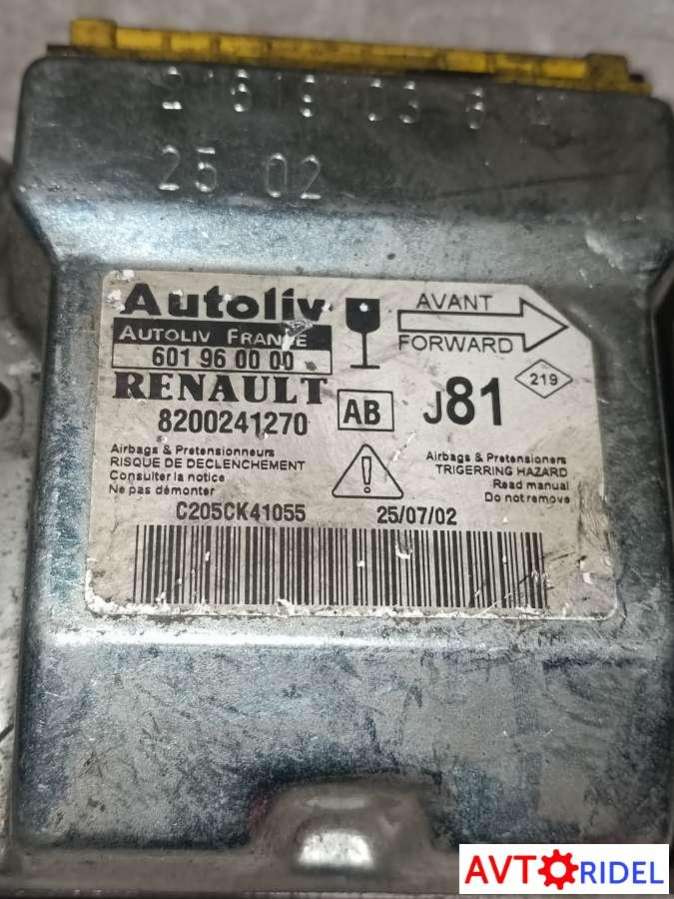 25 02
Autoliv
AUTOLIV FRANCE
601 96 00 00
RENAULT
8200241270
AB
J81
AVANT
FORWARD
219
Airbags & Pretensionneurs
RISQUE DE DECLENCHEMENT
Consulter la notice
Ne pas démonter
Airbags & Pretensioners
TRIGERRING HAZARD
Read manual
Do not remove
C205CK41055 25/07/02
AVTORIDEL